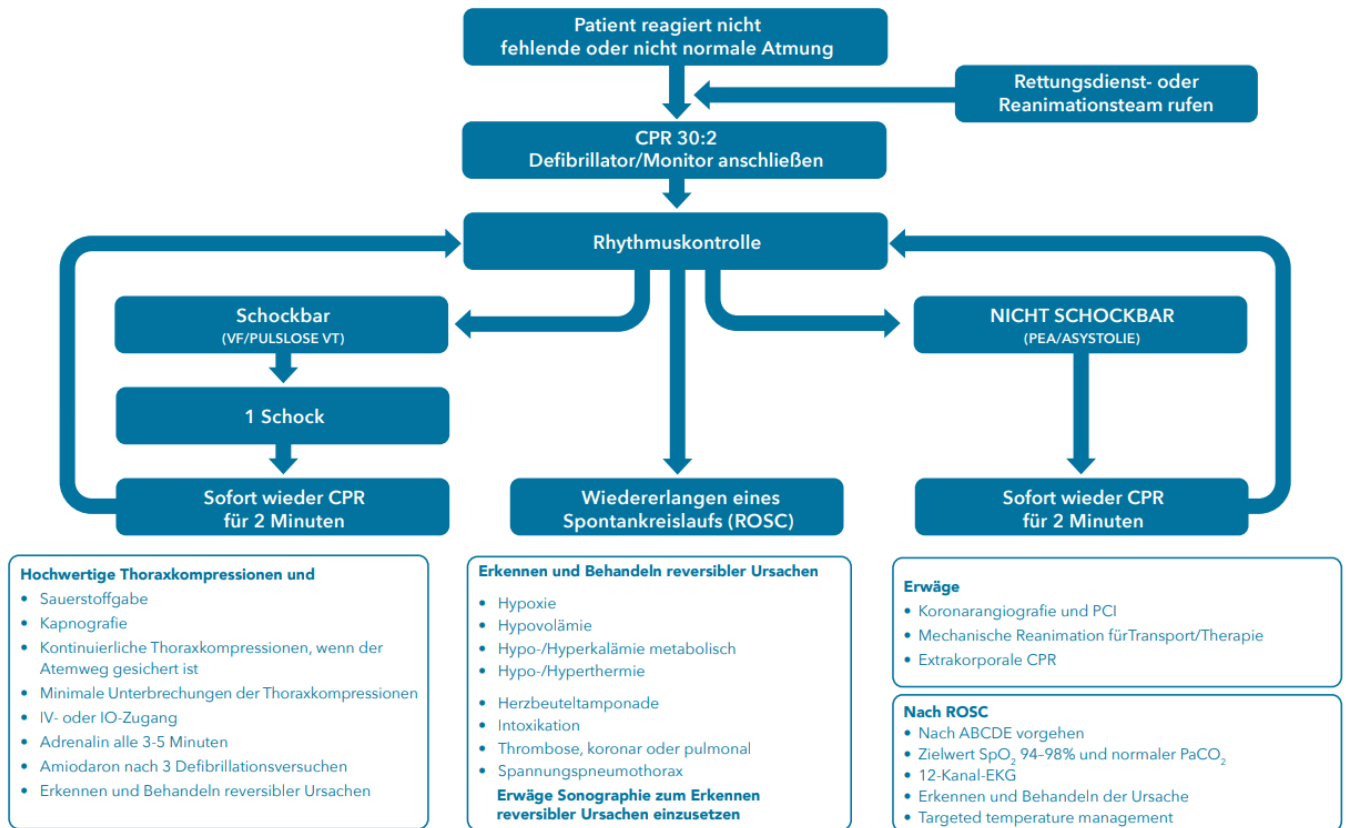 Patient reagiert nicht
fehlende oder nicht normale Atmung
Rettungsdienst- oder
Reanimationsteam rufen
CPR 30:2
Defibrillator/Monitor anschließen
Rhythmuskontrolle
Schockbar
(VF/PULSLOSE VT)
NICHT SCHOCKBAR
(PEA/ASYSTOLIE)
1 Schock
Sofort wieder CPR
für 2 Minuten
Wiedererlangen eines
Spontankreislaufs (ROSC)
Sofort wieder CPR
für 2 Minuten
Hochwertige Thoraxkompressionen und
• Sauerstoffgabe
• Kapnografie
• Kontinuierliche Thoraxkompressionen, wenn der
Atemweg gesichert ist
• Minimale Unterbrechungen der Thoraxkompressionen
• IV- oder IO-Zugang
• Adrenalin alle 3-5 Minuten
• Amiodaron nach 3 Defibrillationsversuchen
• Erkennen und Behandeln reversibler Ursachen
Erkennen und Behandeln reversibler Ursachen
• Hypoxie
• Hypovolämie
• Hypo-/Hyperkalämie metabolisch
• Hypo-/Hyperthermie
• Herzbeuteltamponade
• Intoxikation
• Thrombose, koronar oder pulmonal
• Spannungspneumothorax
Erwäge Sonographie zum Erkennen
reversibler Ursachen einzusetzen
Erwäge
• Koronarangiografie und PCI
• Mechanische Reanimation fürTransport/Therapie
• Extrakorporale CPR
Nach ROSC
• Nach ABCDE vorgehen
• Zielwert SpO₂ 94–98% und normaler PaCO₂
• 12-Kanal-EKG
• Erkennen und Behandeln der Ursache
• Targeted temperature management